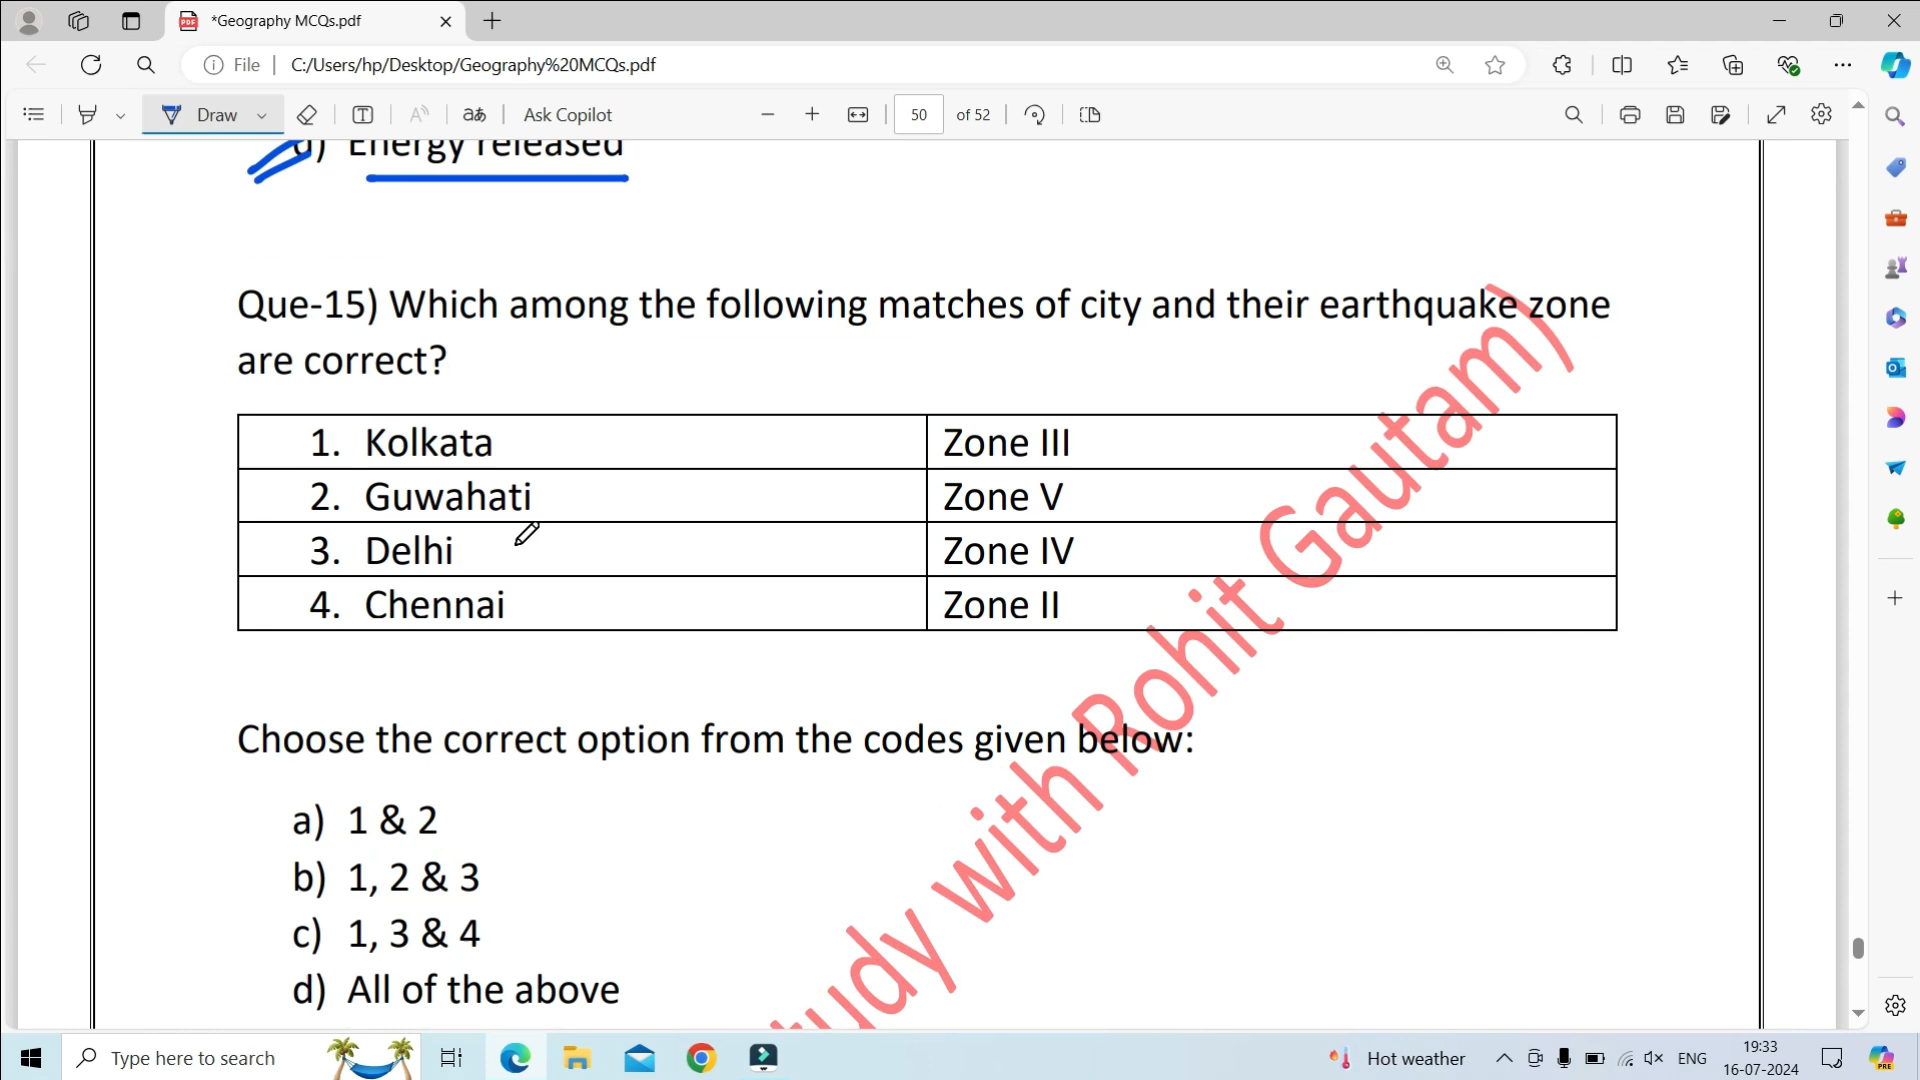 *Geography MCQs.pdf
File
C:/Users/hp/Desktop/Geography%20MCQs.pdf
Draw
Ask Copilot
50
of 52
d) Energy released
Que-15) Which among the following matches of city and their earthquake zone
are correct?
1. Kolkata Zone III
2. Guwahati Zone V
3. Delhi Zone IV
4. Chennai Zone II
Choose the correct option from the codes given below:
a) 1 & 2
b) 1, 2 & 3
c) 1, 3 & 4
d) All of the above
tudy with Rohit Gautam)
Type here to search
Hot weather
ENG
19:33
16-07-2024
PRE